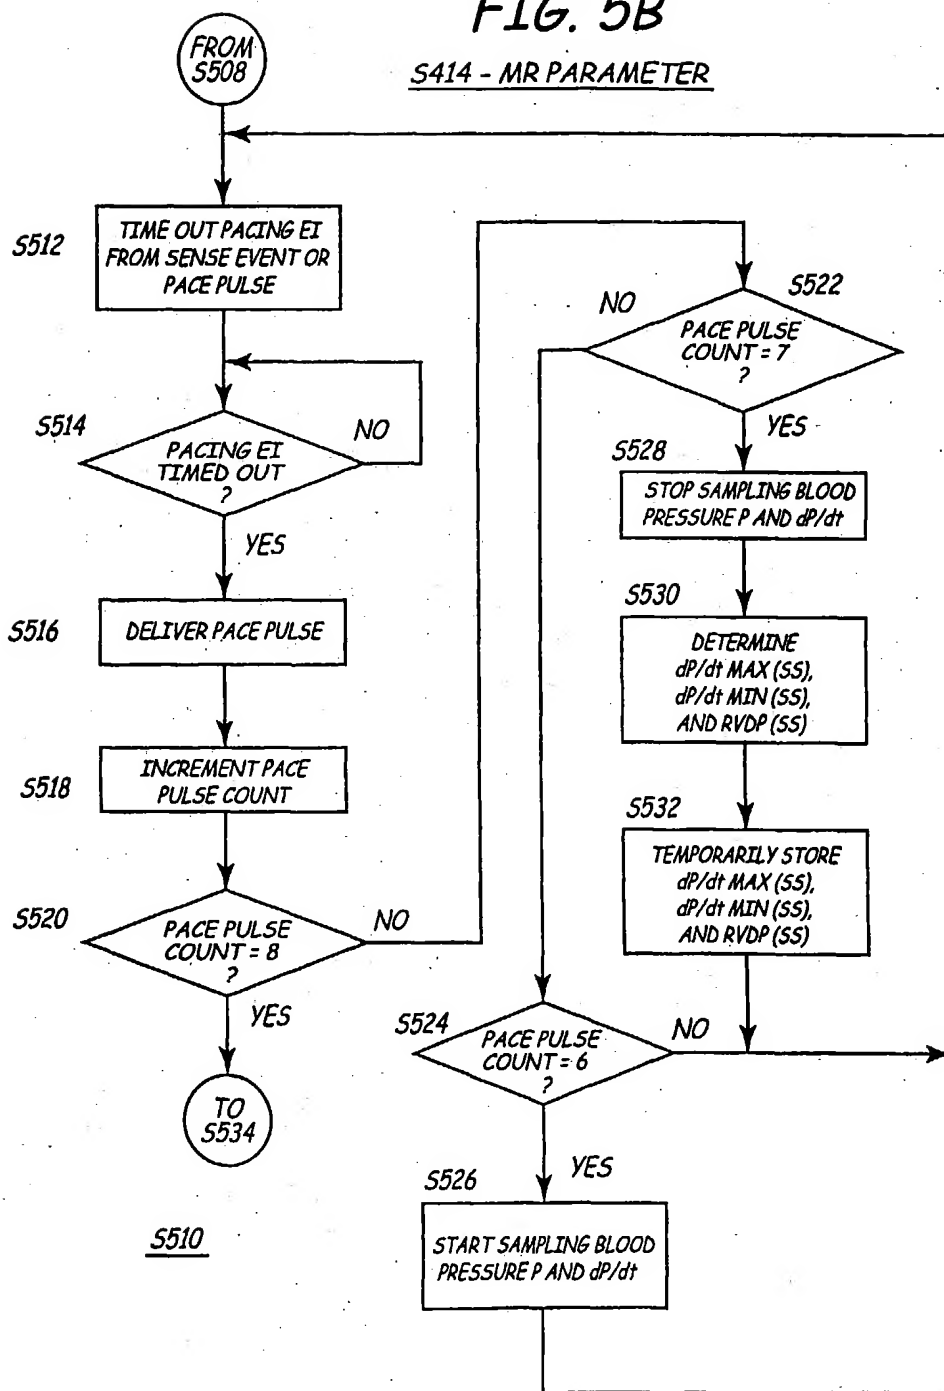 FIG. 5B
S414 - MR PARAMETER
FROM
S508
S512
TIME OUT PACING EI
FROM SENSE EVENT OR
PACE PULSE
S514
PACING EI
TIMED OUT
?
NO
YES
S516
DELIVER PACE PULSE
S518
INCREMENT PACE
PULSE COUNT
S520
PACE PULSE
COUNT = 8
?
NO
YES
TO
S534
S510
S522
NO
PACE PULSE
COUNT = 7
?
YES
S528
STOP SAMPLING BLOOD
PRESSURE P AND dP/dt
S530
DETERMINE
dP/dt MAX (SS),
dP/dt MIN (SS),
AND RVDP (SS)
S532
TEMPORARILY STORE
dP/dt MAX (SS),
dP/dt MIN (SS),
AND RVDP (SS)
S524
PACE PULSE
COUNT = 6
?
NO
YES
S526
START SAMPLING BLOOD
PRESSURE P AND dP/dt